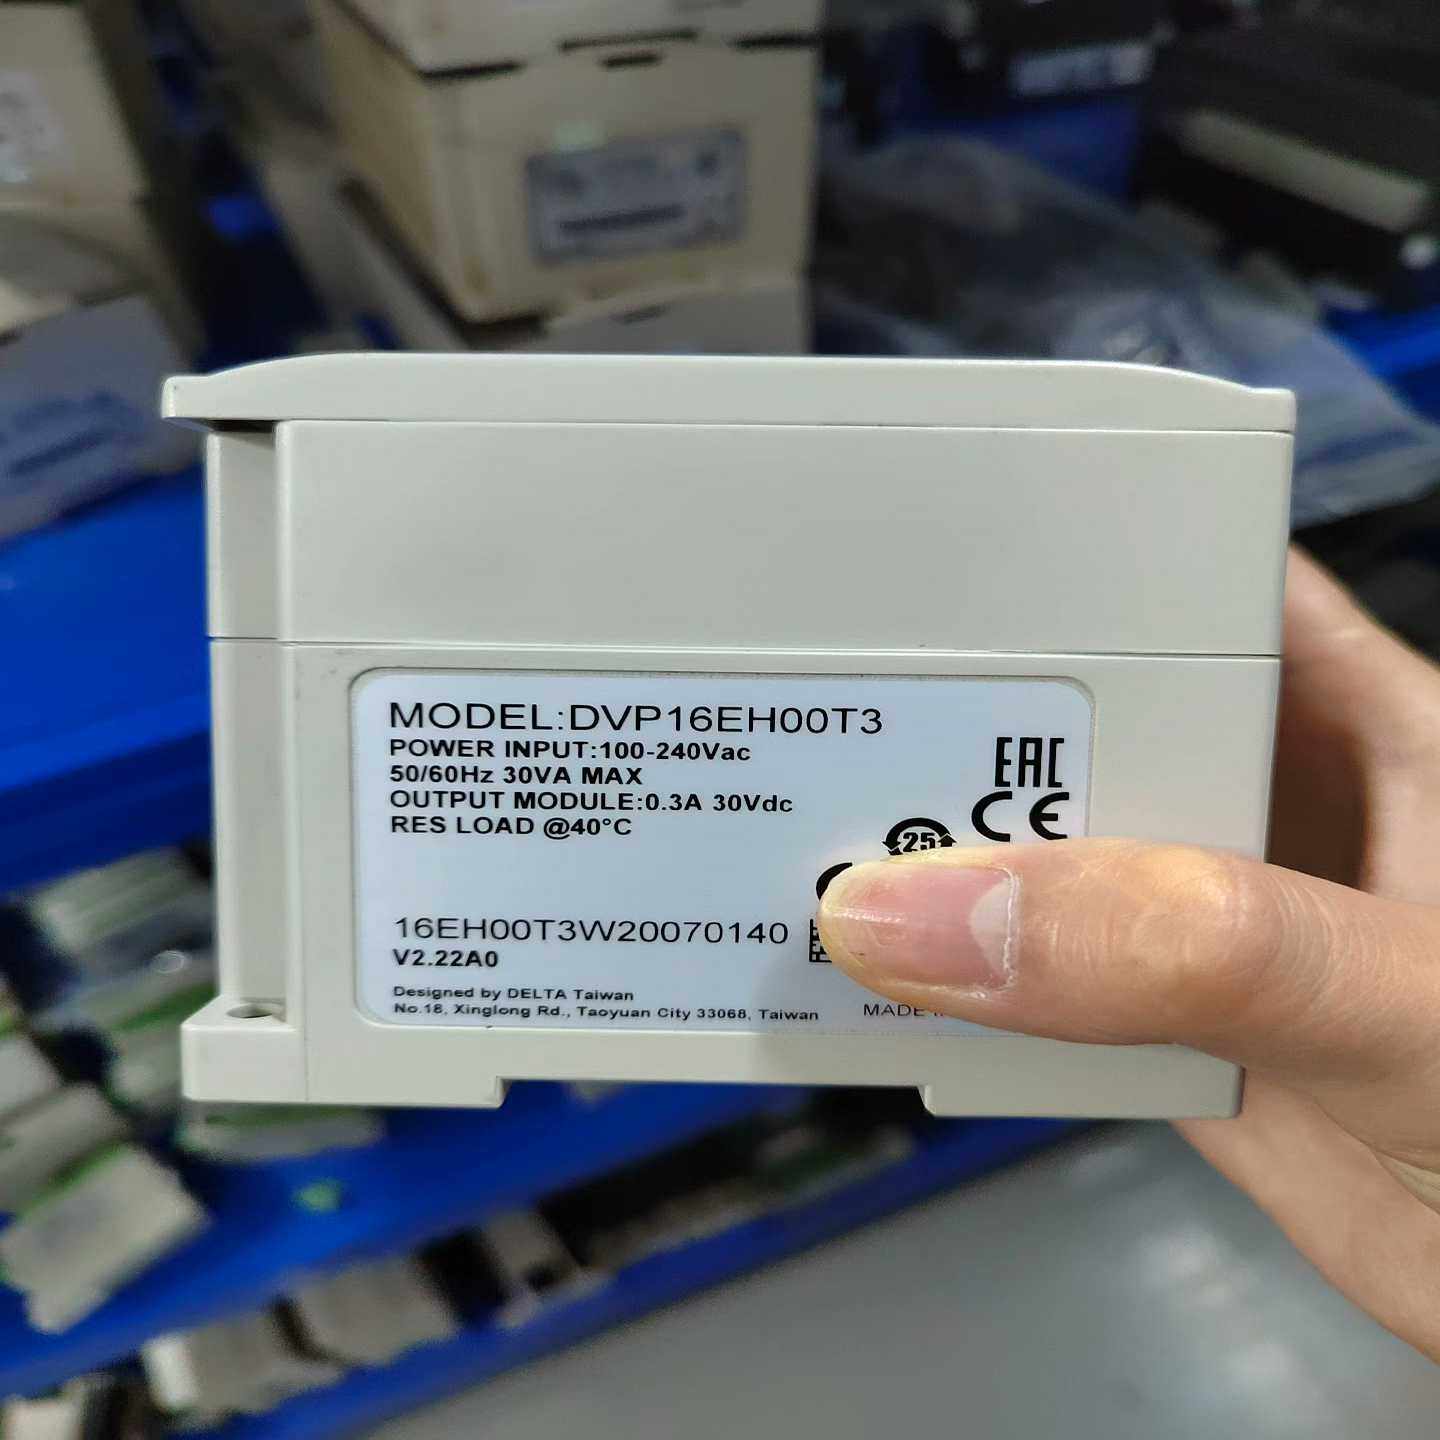 MODEL:DVP16EH00T3
POWER INPUT:100-240Vac
50/60Hz 30VA MAX
OUTPUT MODULE:0.3A 30Vdc
RES LOAD @40°C
EAC
CE
25
16EH00T3W20070140
V2.22A0
Designed by DELTA Taiwan
No.18, Xinglong Rd., Taoyuan City 33068, Taiwan
MADE